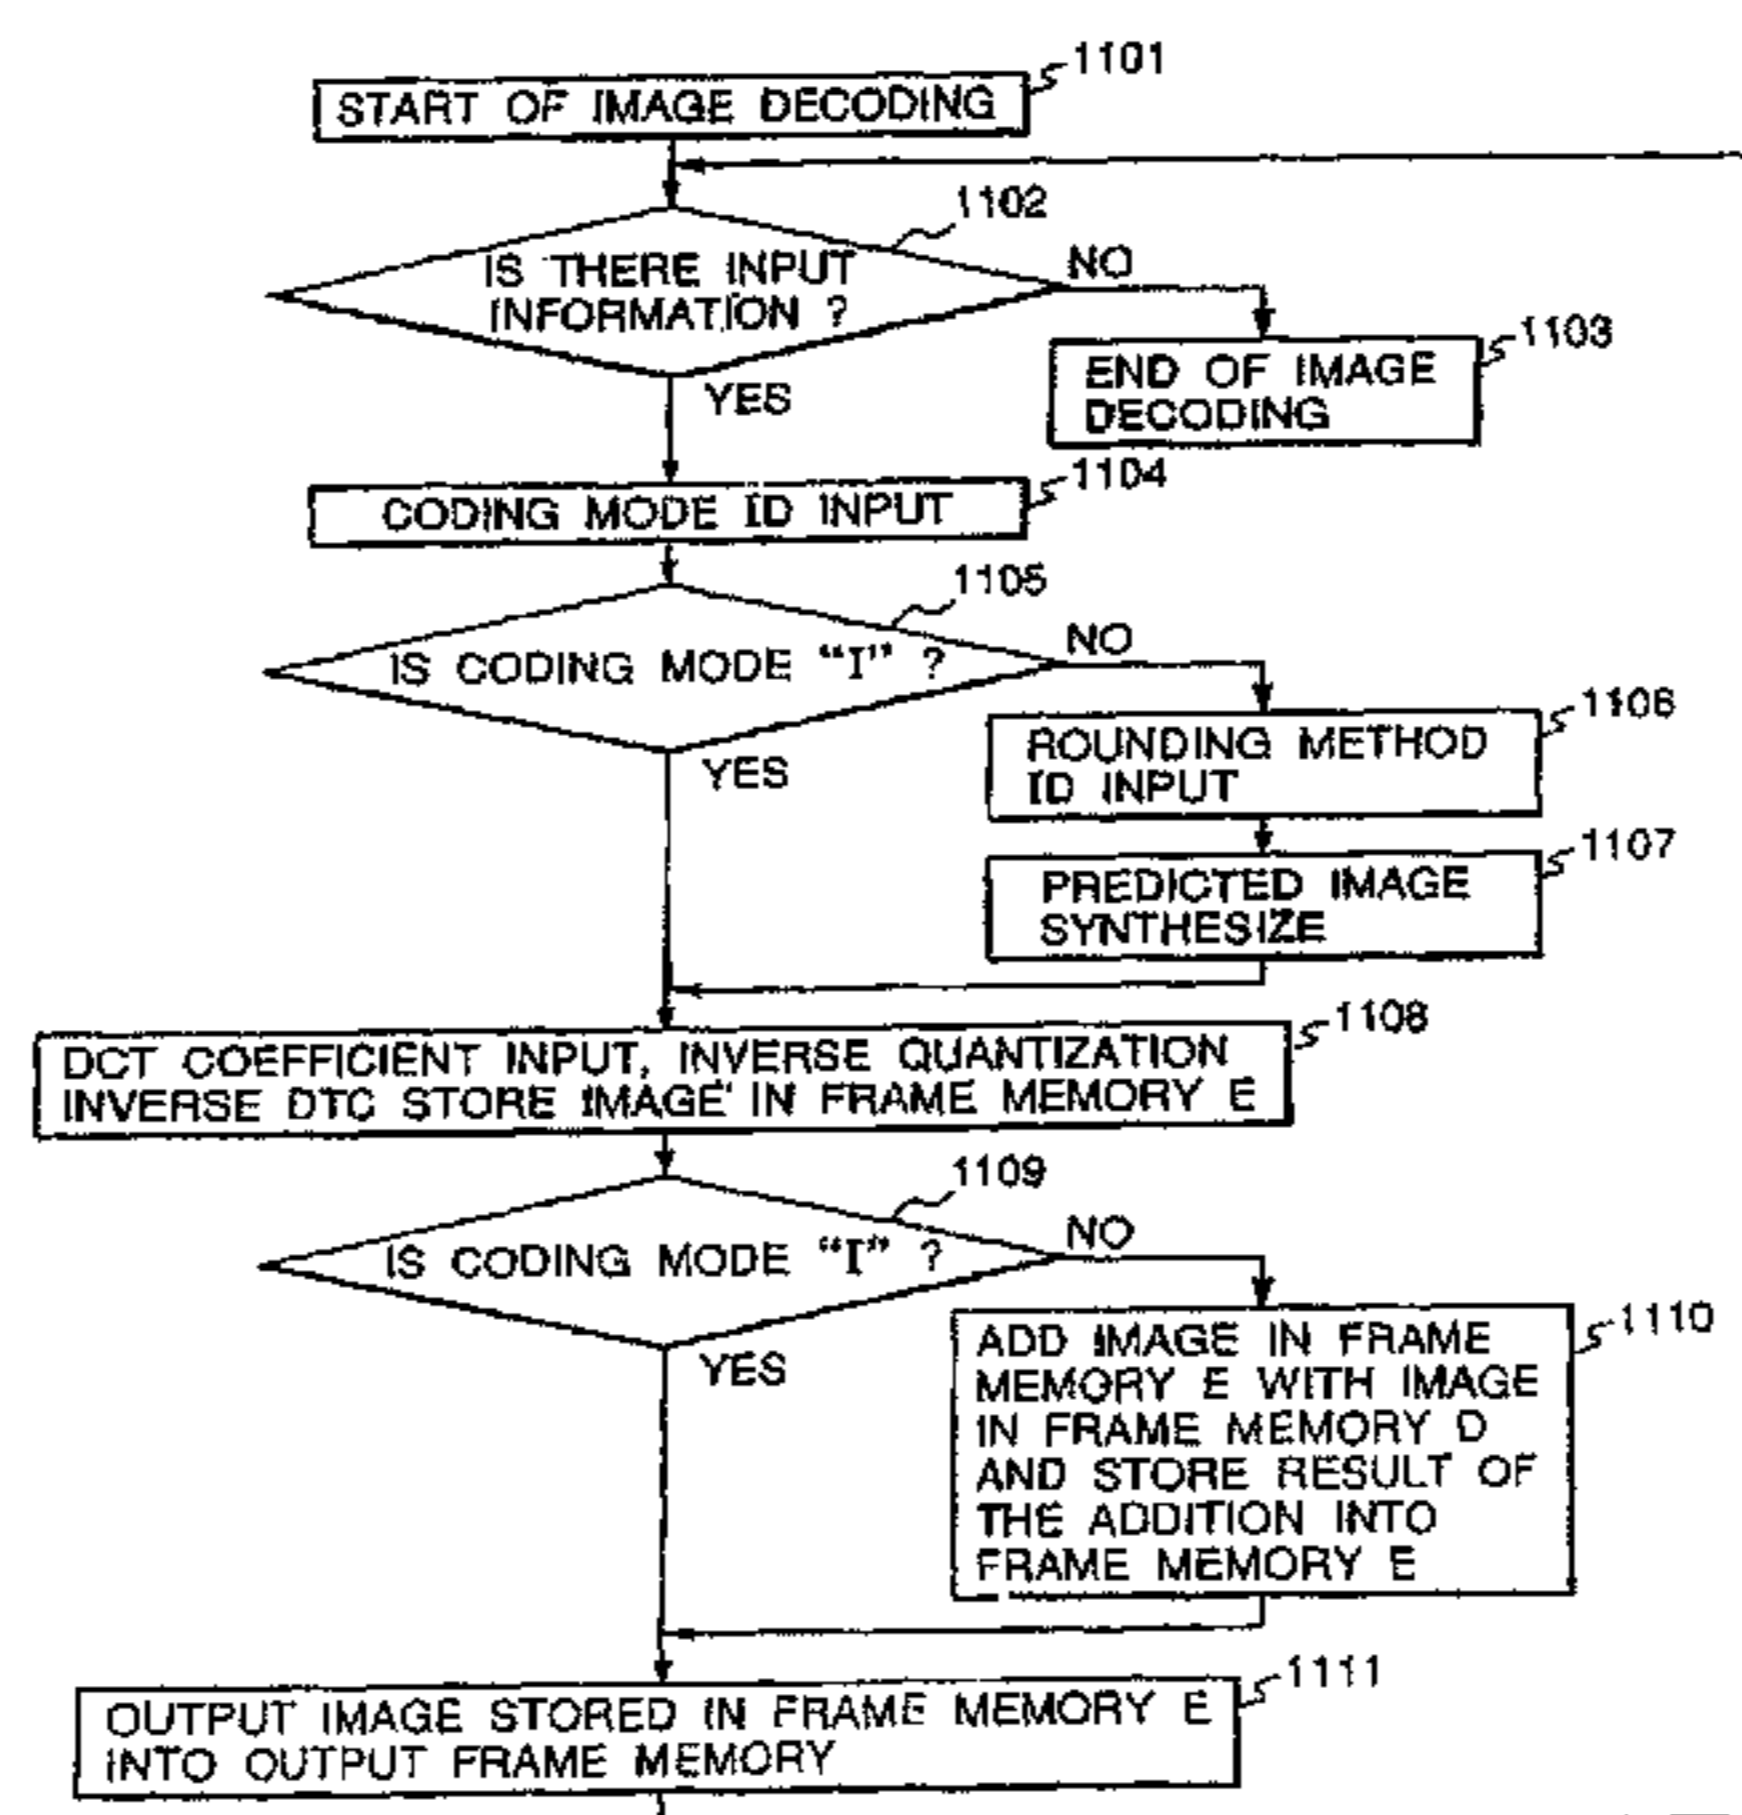 1101
START OF IMAGE DECODING
1102
IS THERE INPUT
INFORMATION ?
NO
YES
1103
END OF IMAGE
DECODING
1104
CODING MODE ID INPUT
1105
IS CODING MODE "I" ?
NO
YES
1106
ROUNDING METHOD
ID INPUT
1107
PREDICTED IMAGE
SYNTHESIZE
1108
DCT COEFFICIENT INPUT, INVERSE QUANTIZATION
INVERSE DTC STORE IMAGE IN FRAME MEMORY E
1109
IS CODING MODE "I" ?
NO
YES
1110
ADD IMAGE IN FRAME
MEMORY E WITH IMAGE
IN FRAME MEMORY D
AND STORE RESULT OF
THE ADDITION INTO
FRAME MEMORY E
1111
OUTPUT IMAGE STORED IN FRAME MEMORY E
INTO OUTPUT FRAME MEMORY